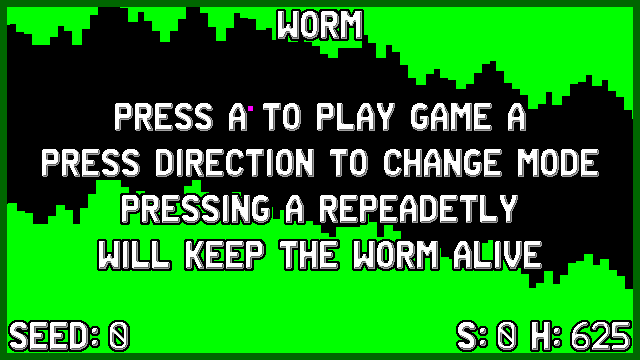 WORM
PRESS A TO PLAY GAME A
PRESS DIRECTION TO CHANGE MODE
PRESSING A REPEADETLY
WILL KEEP THE WORM ALIVE
SEED: 0 S: 0 H: 625